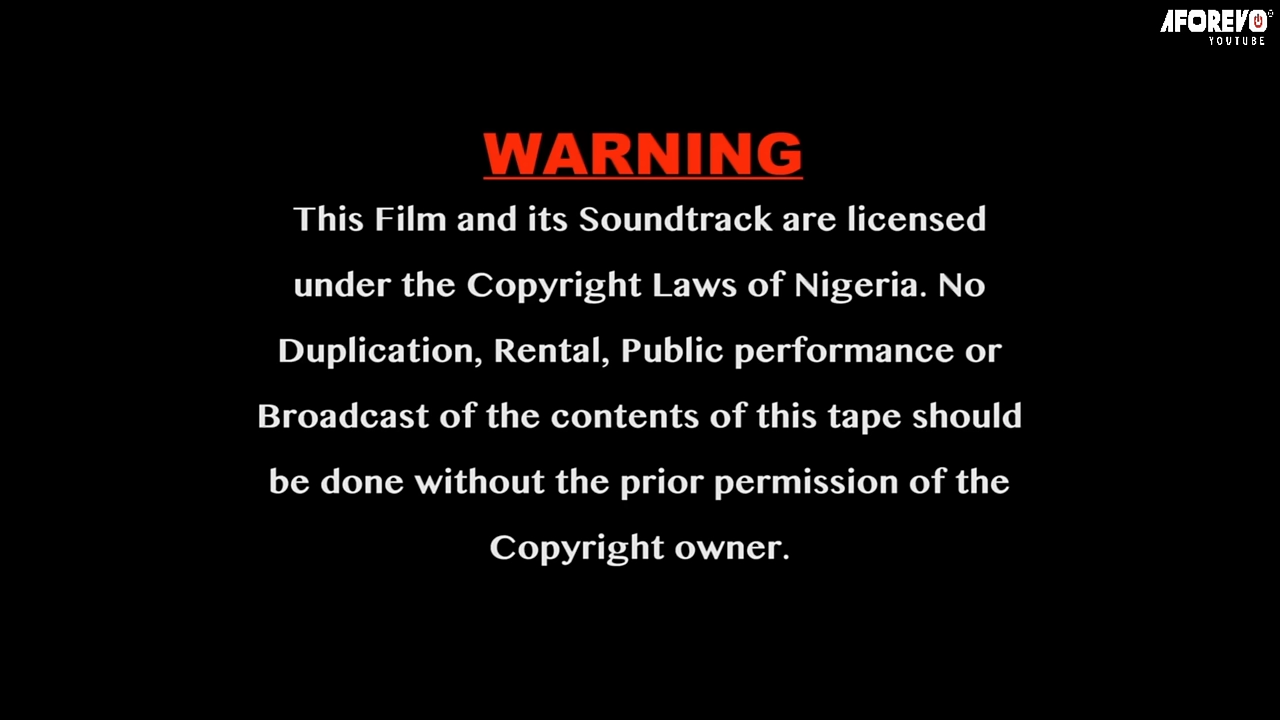 AFOREVO
YOUTUBE
WARNING
This Film and its Soundtrack are licensed
under the Copyright Laws of Nigeria. No
Duplication, Rental, Public performance or
Broadcast of the contents of this tape should
be done without the prior permission of the
Copyright owner.